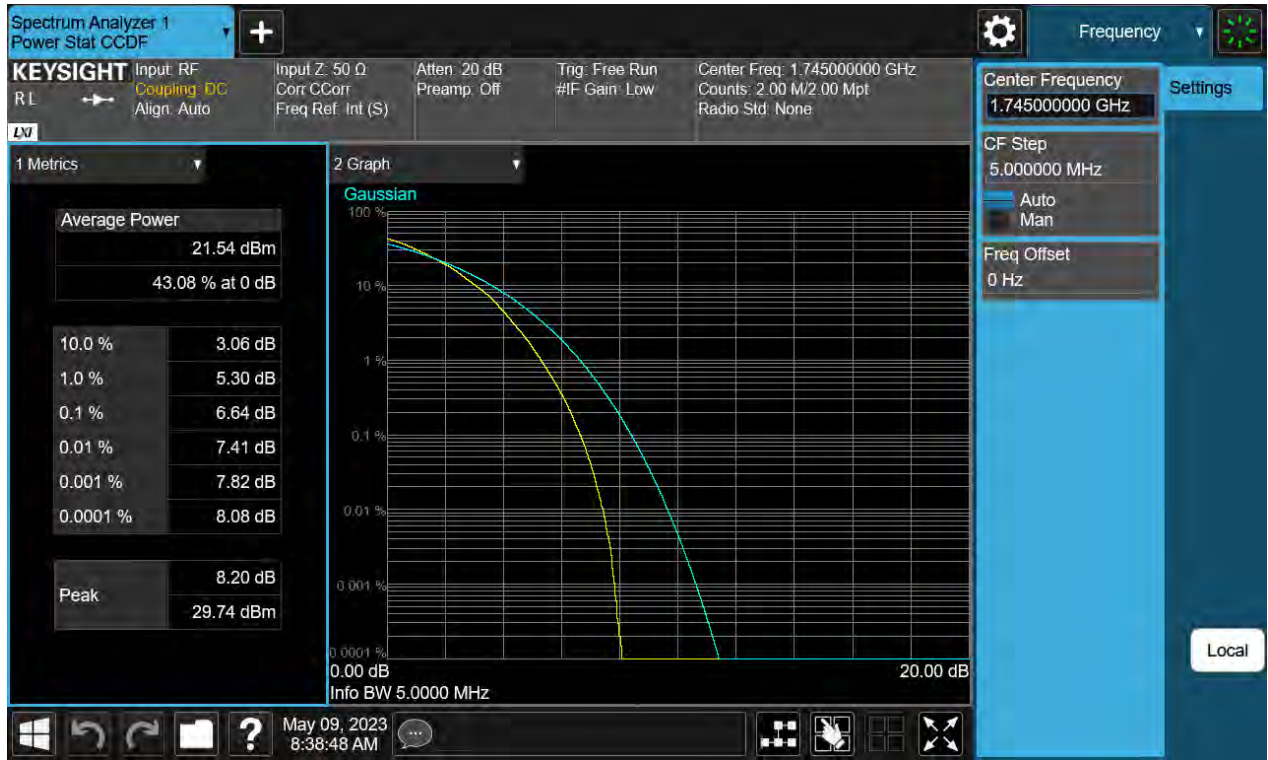 Spectrum Analyzer 1
Power Stat CCDF
+
Frequency
KEYSIGHT
RL
LXI
Input: RF
Coupling: DC
Align: Auto
Input Z: 50 Ω
Corr CCorr
Freq Ref: Int (S)
Atten: 20 dB
Preamp: Off
Trig: Free Run
#IF Gain: Low
Center Freq: 1.745000000 GHz
Counts: 2.00 M/2.00 Mpt
Radio Std: None
Center Frequency
1.745000000 GHz
Settings
CF Step
5.000000 MHz
Auto
Man
Freq Offset
0 Hz
Local
1 Metrics
Average Power
21.54 dBm
43.08 % at 0 dB
10.0 % 3.06 dB
1.0 % 5.30 dB
0.1 % 6.64 dB
0.01 % 7.41 dB
0.001 % 7.82 dB
0.0001 % 8.08 dB
Peak 8.20 dB
29.74 dBm
2 Graph
Gaussian
100 %
10 %
1 %
0.1 %
0.01 %
0.001 %
0.0001 %
0.00 dB 20.00 dB
Info BW 5.0000 MHz
?
May 09, 2023
8:38:48 AM